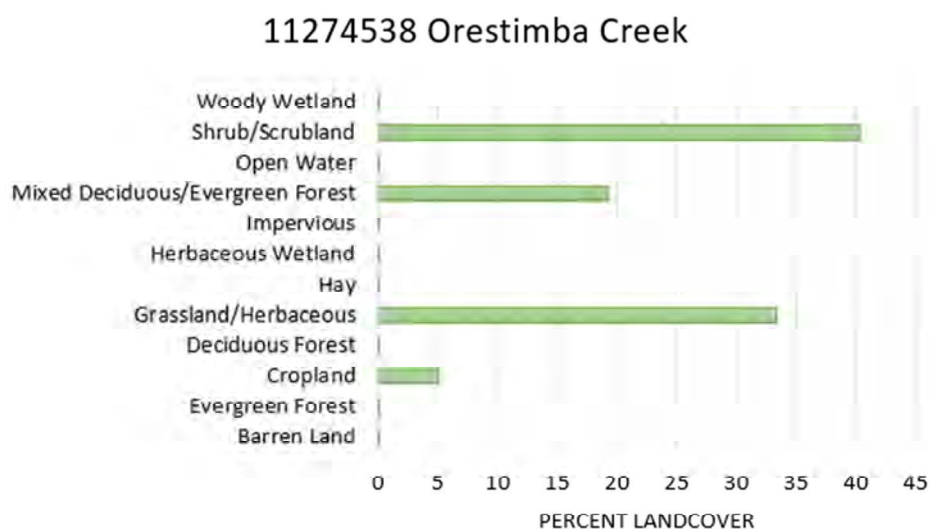 11274538 Orestimba Creek
Woody Wetland
Shrub/Scrubland
Open Water
Mixed Deciduous/Evergreen Forest
Impervious
Herbaceous Wetland
Hay
Grassland/Herbaceous
Deciduous Forest
Cropland
Evergreen Forest
Barren Land
0 5 10 15 20 25 30 35 40 45
PERCENT LANDCOVER